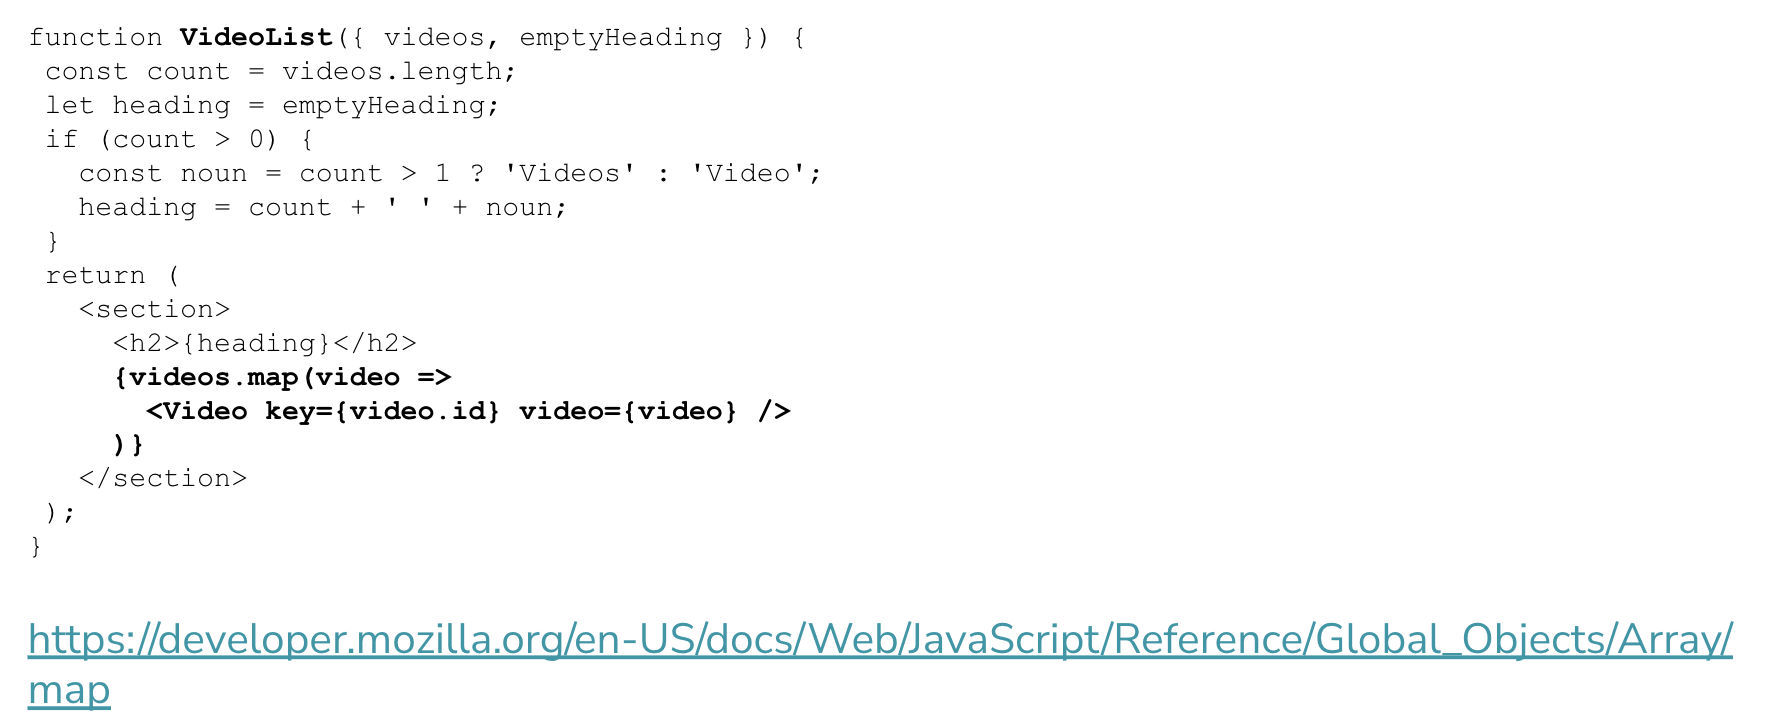 function VideoList({ videos, emptyHeading }) {
 const count = videos.length;
 let heading = emptyHeading;
 if (count > 0) {
   const noun = count > 1 ? 'Videos' : 'Video';
   heading = count + ' ' + noun;
 }
 return (
   <section>
     <h2>{heading}</h2>
     {videos.map(video =>
       <Video key={video.id} video={video} />
     )}
   </section>
 );
}
https://developer.mozilla.org/en-US/docs/Web/JavaScript/Reference/Global_Objects/Array/
map